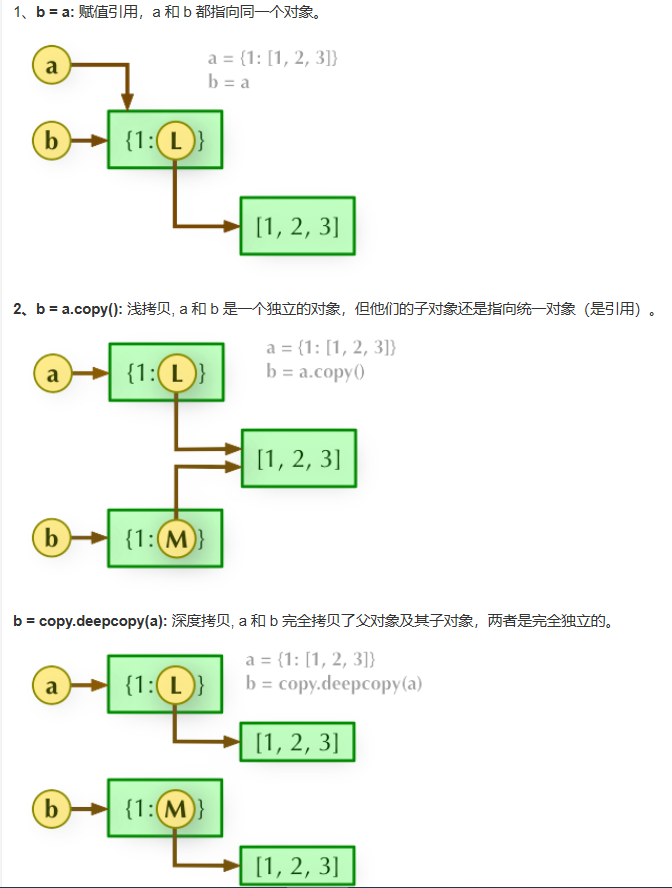 1、b = a: 赋值引用，a 和 b 都指向同一个对象。
a
a = {1: [1, 2, 3]}
b = a
b
{1: L }
[1, 2, 3]
2、b = a.copy(): 浅拷贝, a 和 b 是一个独立的对象，但他们的子对象还是指向统一对象（是引用）。
a = {1: [1, 2, 3]}
b = a.copy()
a
{1: L }
[1, 2, 3]
b
{1: M }
b = copy.deepcopy(a): 深度拷贝, a 和 b 完全拷贝了父对象及其子对象，两者是完全独立的。
a = {1: [1, 2, 3]}
b = copy.deepcopy(a)
a
{1: L }
[1, 2, 3]
b
{1: M }
[1, 2, 3]